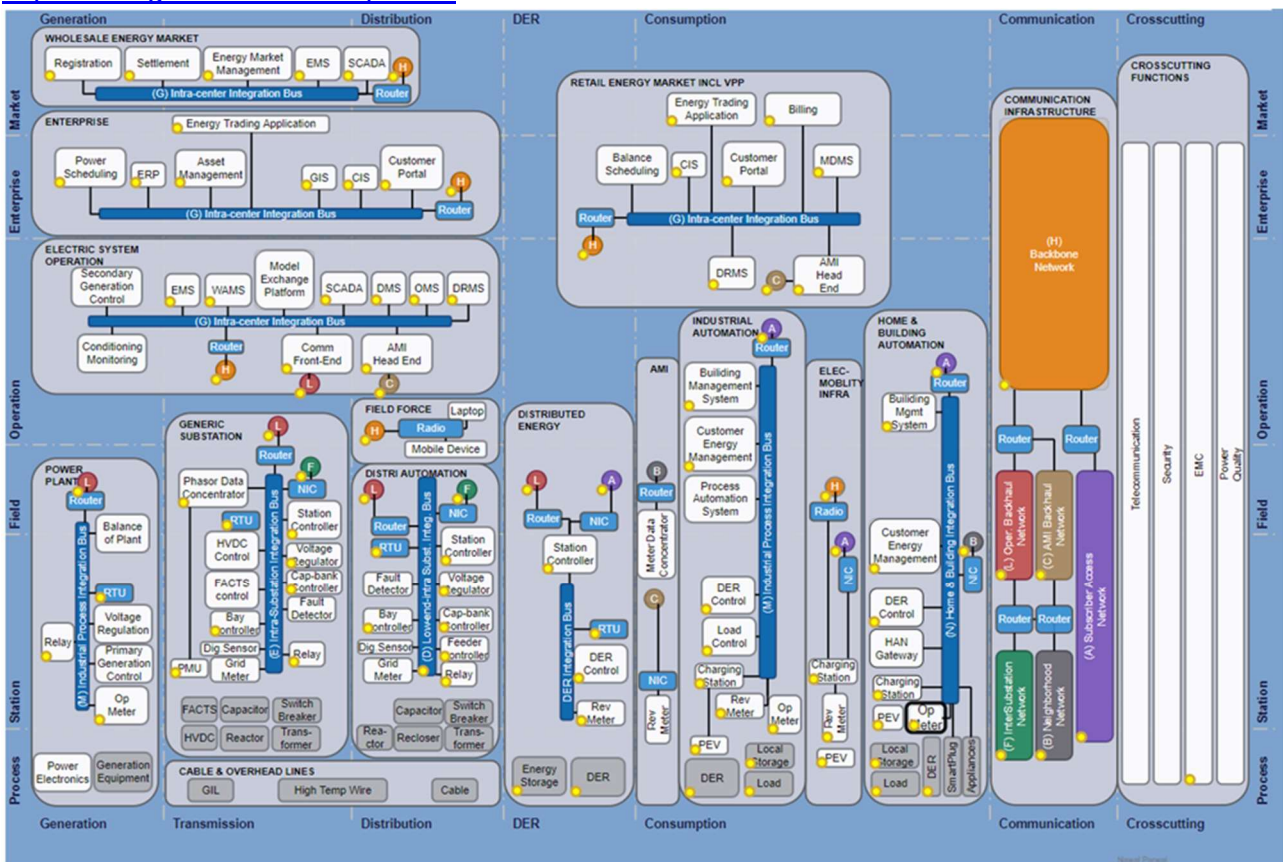 Generation
Distribution
DER
Consumption
Communication
Crosscutting
Market
Enterprise
Operation
Field
Station
Process
WHOLESALE ENERGY MARKET
Registration
Settlement
Energy Market
Management
EMS
SCADA
H
(G) Intra-center Integration Bus
Router
ENTERPRISE
Energy Trading Application
Power
Scheduling
ERP
Asset
Management
GIS
CIS
Customer
Portal
H
(G) Intra-center Integration Bus
Router
ELECTRIC SYSTEM
OPERATION
Secondary
Generation
Control
EMS
WAMS
Model
Exchange
Platform
SCADA
DMS
OMS
DRMS
(G) Intra-center Integration Bus
Conditioning
Monitoring
Router
H
Comm
Front-End
L
AMI
Head End
C
POWER
PLANT
L
Router
(M) Industrial Process Integration Bus
Balance
of Plant
RTU
Voltage
Regulation
Relay
Primary
Generation
Control
Op
Meter
Power
Electronics
Generation
Equipment
GENERIC
SUBSTATION
L
Router
F
NIC
Phasor Data
Concentrator
RTU
Station
Controller
HVDC
Control
Voltage
Regulator
FACTS
control
Cap-bank
Controller
Fault
Detector
Bay
Controller
Dig Sensor
Relay
PMU
Grid
Meter
(E) Intra-Substation Integration Bus
FACTS
Capacitor
Switch
Breaker
HVDC
Reactor
Trans-
former
FIELD FORCE
Laptop
H
Radio
Mobile Device
DISTRI AUTOMATION
L
F
Router
NIC
RTU
Station
Controller
Fault
Detector
Voltage
Regulator
Bay
Controller
Cap-bank
Controller
Dig Sensor
Feeder
Controller
Grid
Meter
Relay
(D) Low-end Intra Subst. Integ. Bus
Capacitor
Switch
Breaker
Rea-
ctor
Recloser
Trans-
former
CABLE & OVERHEAD LINES
GIL
High Temp Wire
Cable
DISTRIBUTED
ENERGY
L
A
Router
NIC
Station
Controller
DER Integration Bus
RTU
DER
Control
Rev
Meter
Energy
Storage
DER
RETAIL ENERGY MARKET INCL VPP
Energy Trading
Application
Billing
Balance
Scheduling
CIS
Customer
Portal
MDMS
Router
(G) Intra-center Integration Bus
H
DRMS
C
AMI
Head
End
AMI
B
Router
Meter Data
Concentrator
C
NIC
Rev
Meter
INDUSTRIAL
AUTOMATION
A
Router
Building
Management
System
Customer
Energy
Management
Process
Automation
System
(M) Industrial Process Integration Bus
DER
Control
Load
Control
Charging
Station
Rev
Meter
Op
Meter
PEV
Local
Storage
DER
Load
ELEC-
MOBLITY
INFRA
H
Radio
A
NIC
Charging
Station
Rev
Meter
PEV
HOME &
BUILDING
AUTOMATION
A
Router
Building
Mgmt
System
Customer
Energy
Management
B
NIC
DER
Control
HAN
Gateway
Charging
Station
PEV
Op
Meter
(N) Home & Building Integration Bus
Local
Storage
Load
DER
SmartPlug
Appliances
COMMUNICATION
INFRASTRUCTURE
(H)
Backbone
Network
Router
Router
(L) Oper. Backhaul
Network
(C) AMI Backhaul
Network
(A) Subscriber Access
Network
Router
Router
(F) InterSubstation
Network
(B) Neighborhood
Network
CROSSCUTTING
FUNCTIONS
Telecommunication
Security
EMC
Power
Quality
Market
Enterprise
Operation
Field
Station
Process
Generation
Transmission
Distribution
DER
Consumption
Communication
Crosscutting